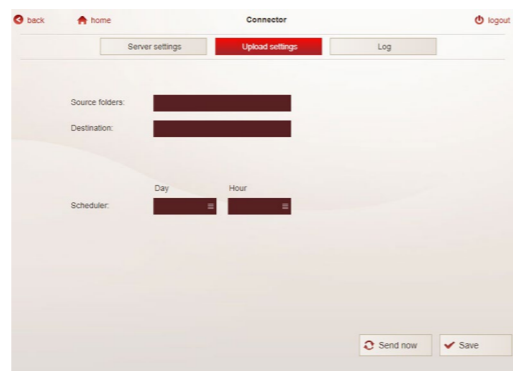 back home Connector logout
Server settings Upload settings Log
Source folders:
Destination:
Day Hour
Scheduler:
Send now Save